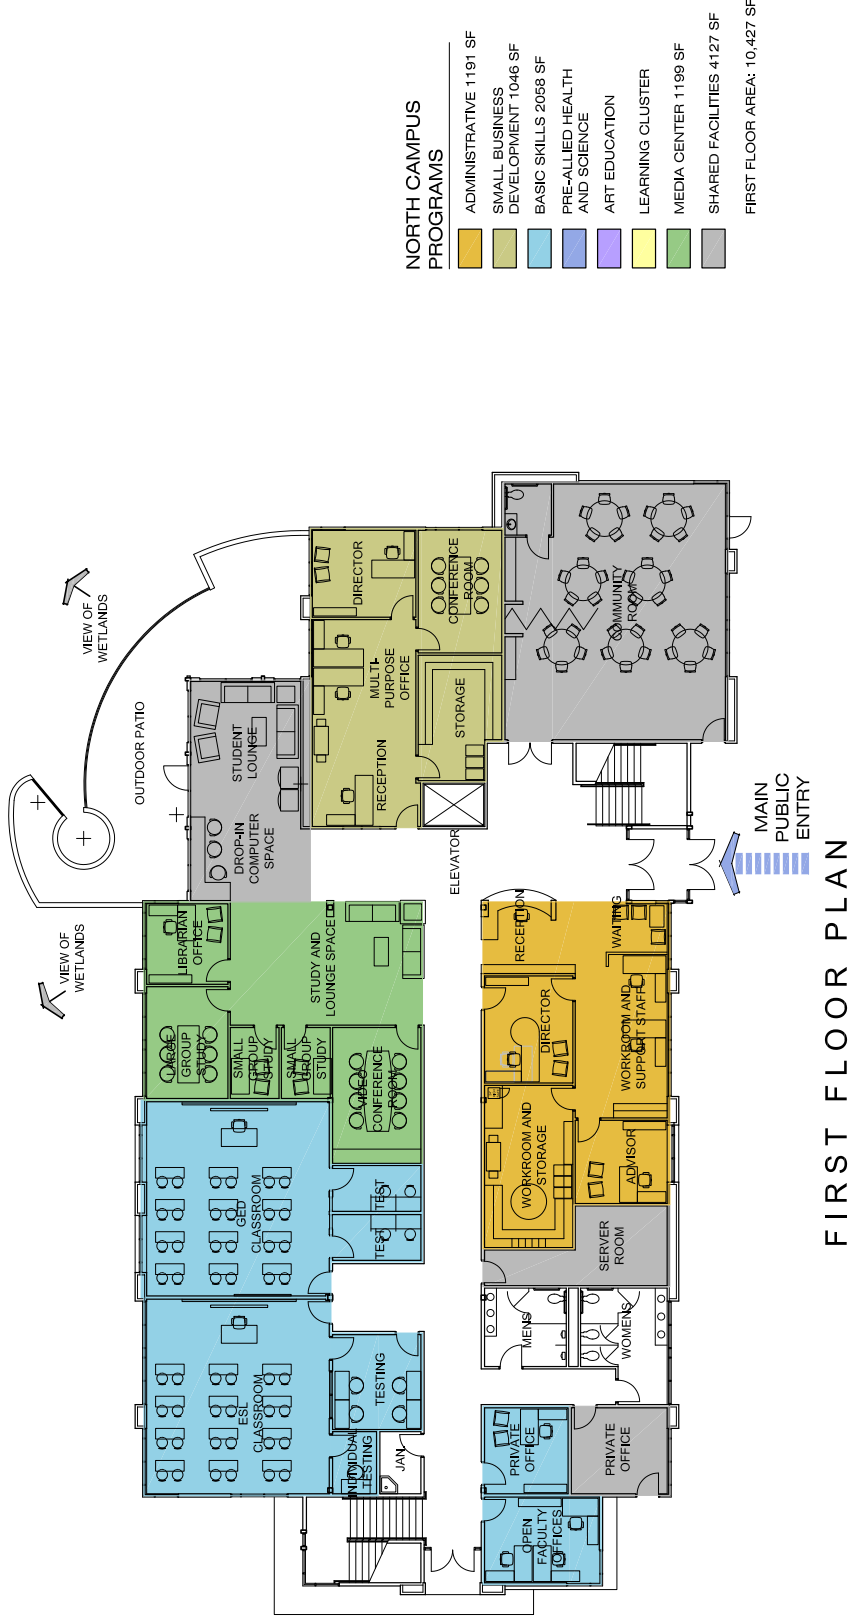 NORTH CAMPUS
PROGRAMS
ADMINISTRATIVE 1191 SF
SMALL BUSINESS
DEVELOPMENT 1046 SF
BASIC SKILLS 2058 SF
PRE-ALLIED HEALTH
AND SCIENCE
ART EDUCATION
LEARNING CLUSTER
MEDIA CENTER 1199 SF
SHARED FACILITIES 4127 SF
FIRST FLOOR AREA: 10,427 SF
VIEW OF
WETLANDS
OUTDOOR PATIO
VIEW OF
WETLANDS
DIRECTOR
CONFERENCE
ROOM
MULTI-
PURPOSE
OFFICE
STORAGE
RECEPTION
COMMUNITY
ROOM
STUDENT
LOUNGE
DROP-IN
COMPUTER
SPACE
ELEVATOR
MAIN
PUBLIC
ENTRY
LIBRARIAN
OFFICE
STUDY AND
LOUNGE SPACE
LARGE
GROUP
STUDY
SMALL
GROUP
STUDY
SMALL
GROUP
STUDY
VIDEO
CONFERENCE
ROOM
RECEPTION
WAITING
DIRECTOR
WORKROOM AND
SUPPORT STAFF
WORKROOM AND
STORAGE
ADVISOR
GED
CLASSROOM
TEST
TEST
SERVER
ROOM
MENS
WOMENS
ESL
CLASSROOM
TESTING
INDIVIDUAL
TESTING
JAN.
PRIVATE
OFFICE
PRIVATE
OFFICE
OPEN
FACULTY
OFFICES
FIRST FLOOR PLAN